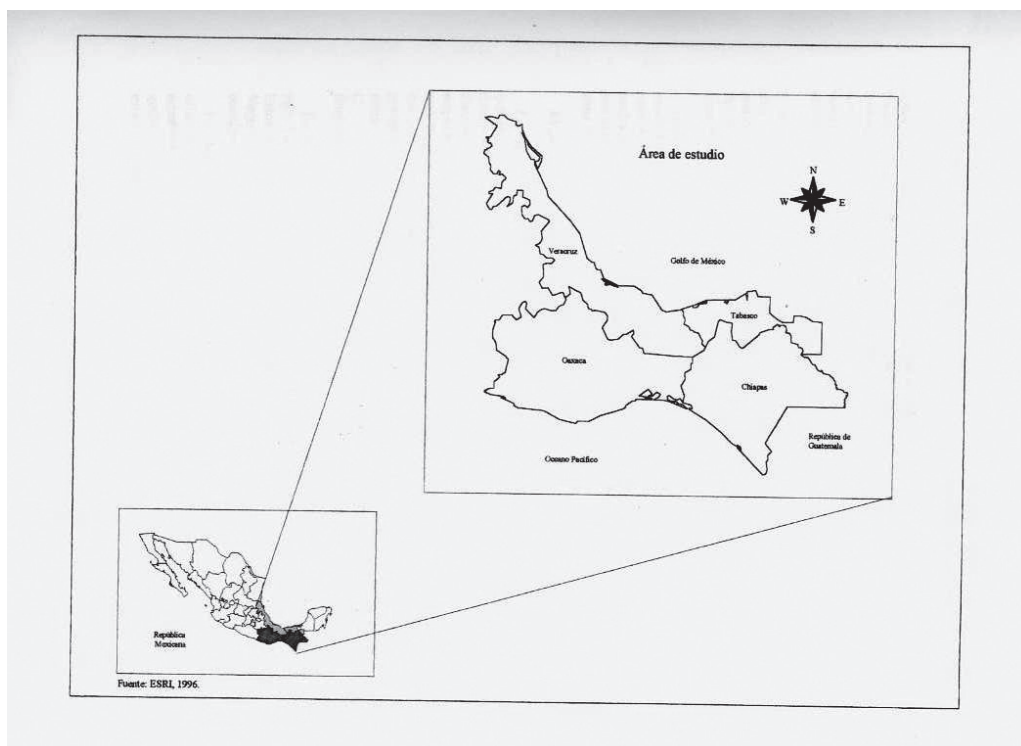 Área de estudio
N
W
E
S
Veracruz
Golfo de México
Tabasco
Oaxaca
Chiapas
República de
Guatemala
Oceano Pacífico
República
Mexicana
Fuente: ESRI, 1996.